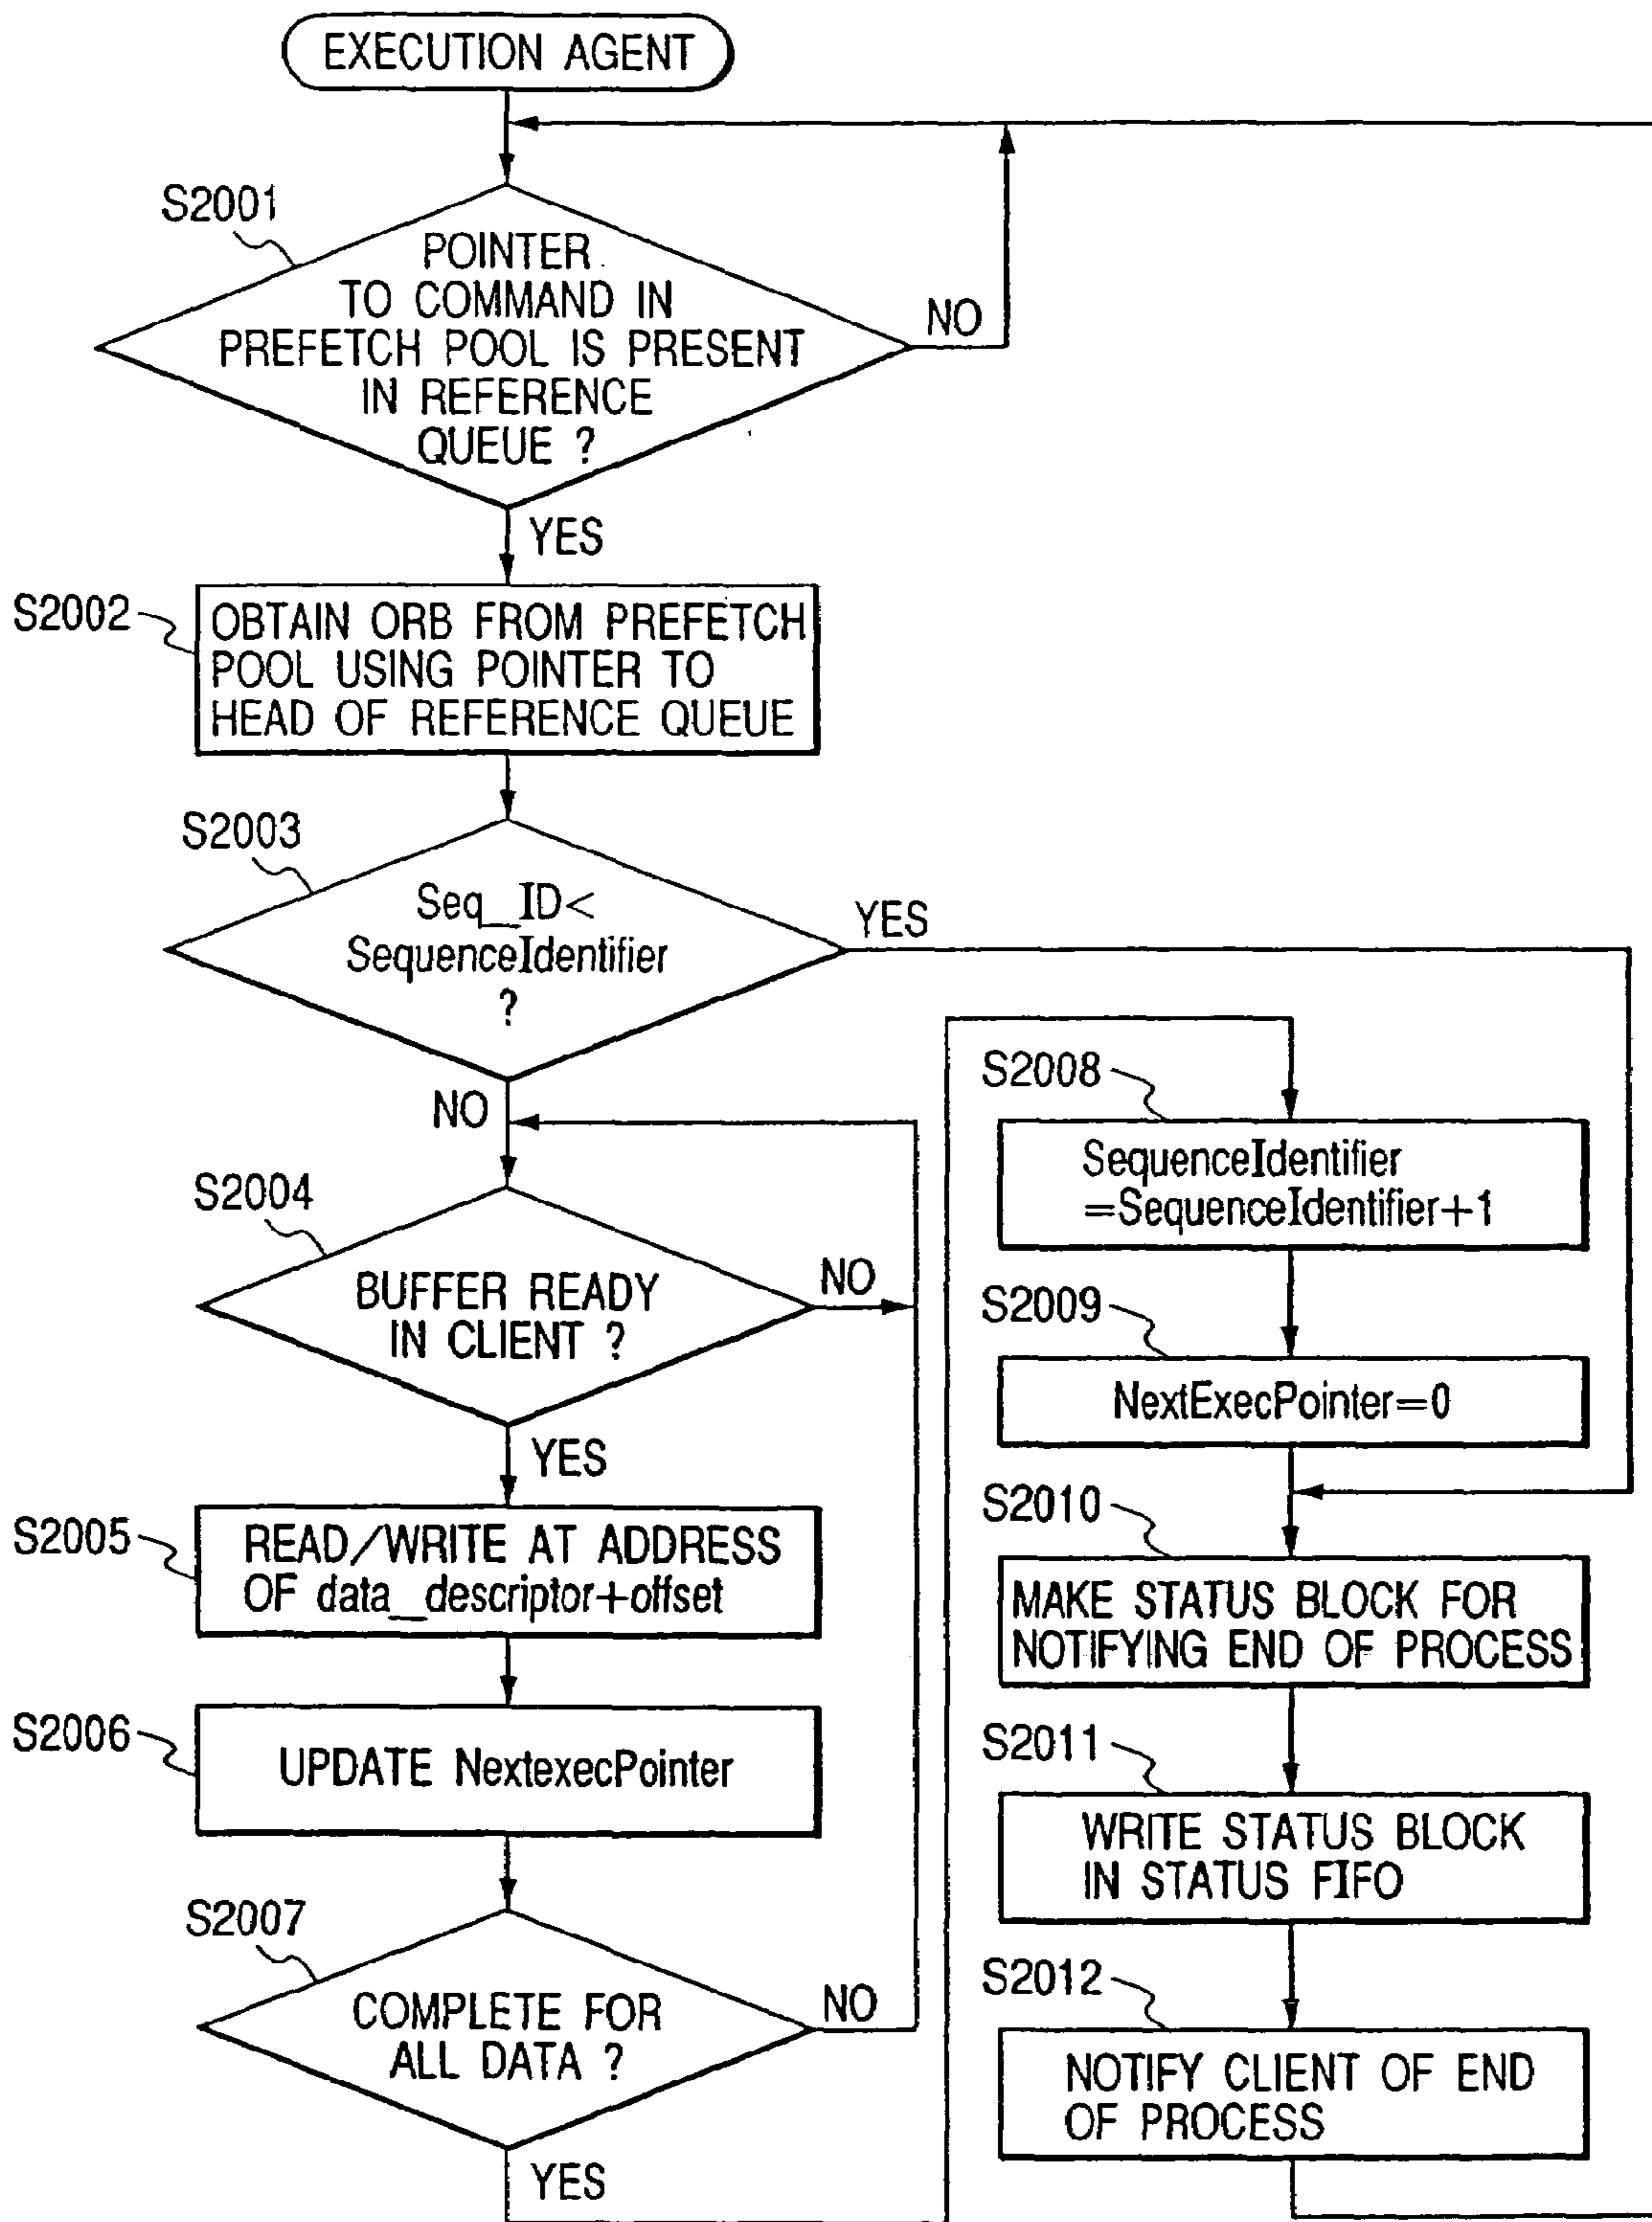 EXECUTION AGENT
S2001
POINTER
TO COMMAND IN
PREFETCH POOL IS PRESENT
IN REFERENCE
QUEUE ?
NO
YES
S2002
OBTAIN ORB FROM PREFETCH
POOL USING POINTER TO
HEAD OF REFERENCE QUEUE
S2003
Seq_ID<
SequenceIdentifier
?
YES
NO
S2004
BUFFER READY
IN CLIENT ?
NO
YES
S2005
READ/WRITE AT ADDRESS
OF data_descriptor+offset
S2006
UPDATE NextexecPointer
S2007
COMPLETE FOR
ALL DATA ?
NO
YES
S2008
SequenceIdentifier
=SequenceIdentifier+1
S2009
NextExecPointer=0
S2010
MAKE STATUS BLOCK FOR
NOTIFYING END OF PROCESS
S2011
WRITE STATUS BLOCK
IN STATUS FIFO
S2012
NOTIFY CLIENT OF END
OF PROCESS